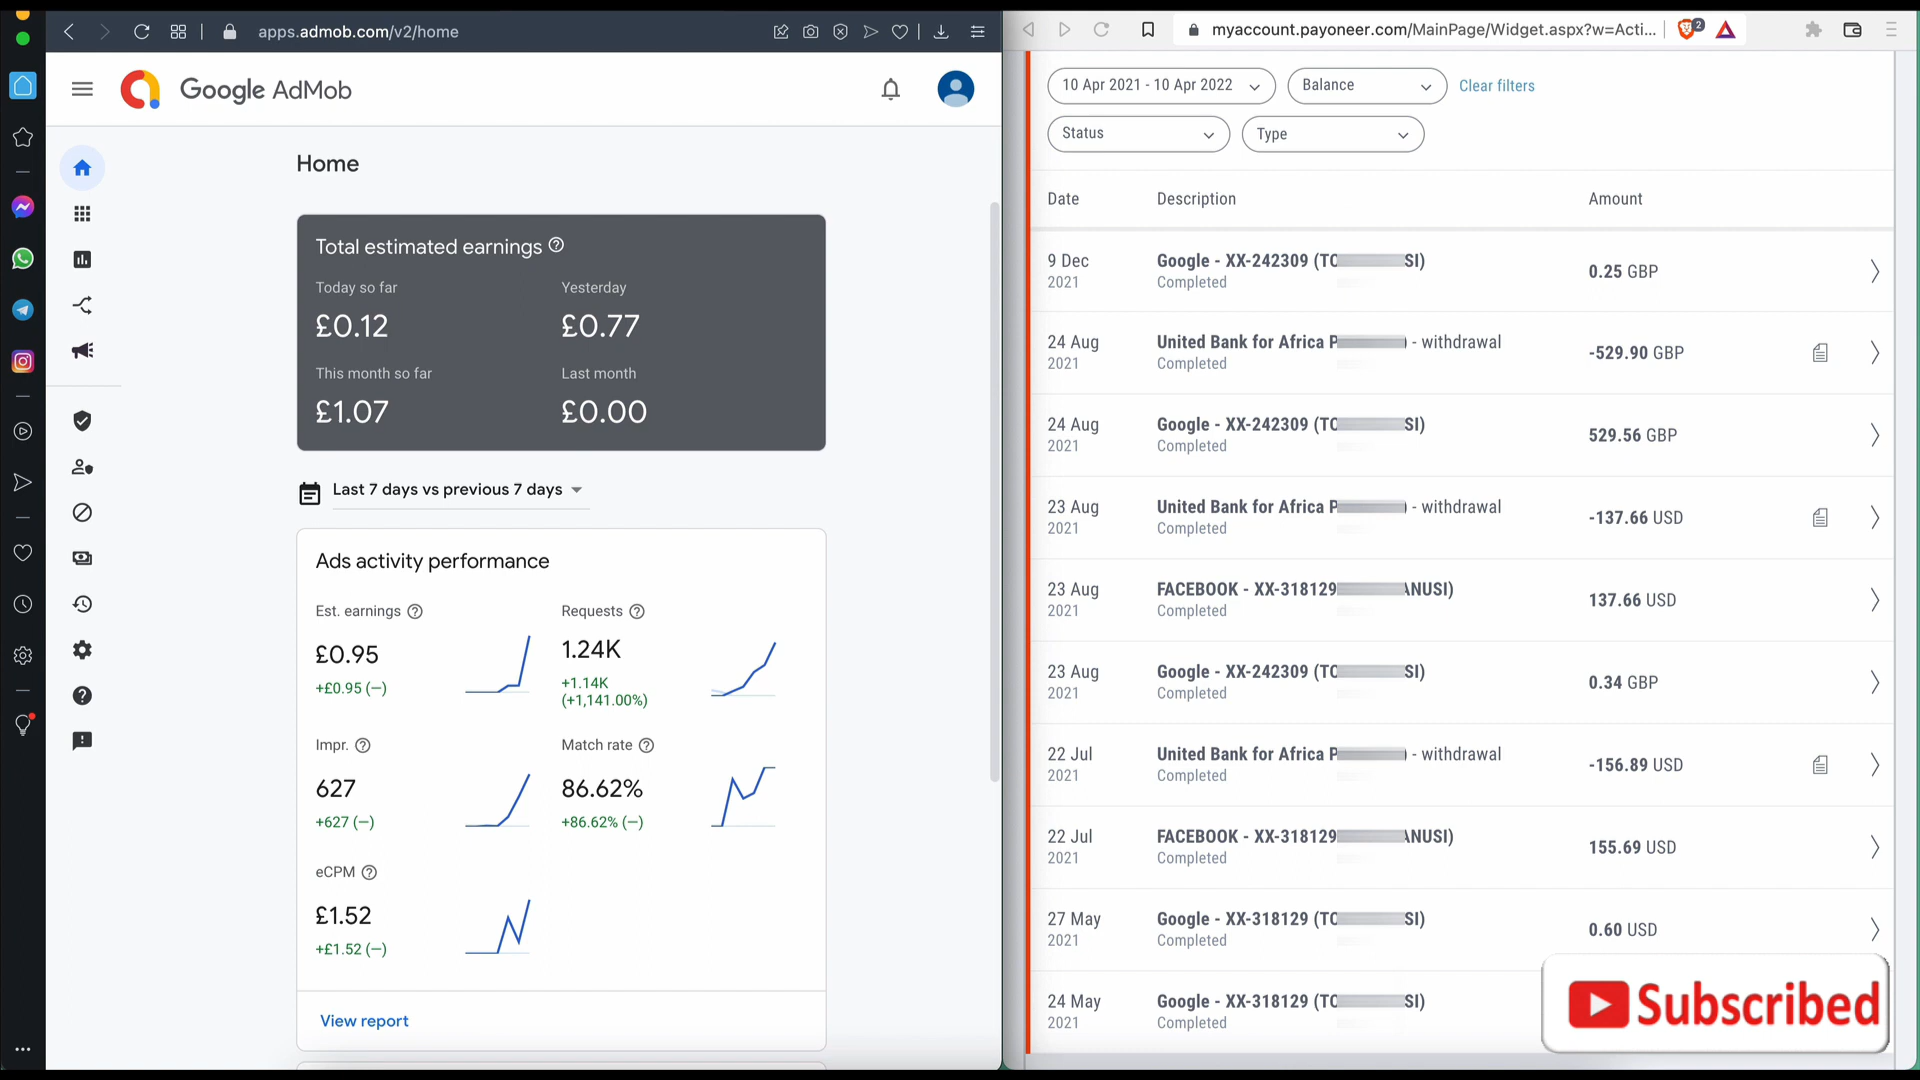 apps.admob.com/v2/home
Google AdMob
Home
Total estimated earnings
Today so far
Yesterday
£0.12
£0.77
This month so far
Last month
£1.07
£0.00
Last 7 days vs previous 7 days
Ads activity performance
Est. earnings
Requests
£0.95
1.24K
+£0.95 (—)
+1.14K
(+1,141.00%)
Impr.
Match rate
627
86.62%
+627 (—)
+86.62% (—)
eCPM
£1.52
+£1.52 (—)
View report
myaccount.payoneer.com/MainPage/Widget.aspx?w=Acti...
2
10 Apr 2021 - 10 Apr 2022
Balance
Clear filters
Status
Type
Date
Description
Amount
9 Dec
2021
Google - XX-242309 (TO SI)
Completed
0.25 GBP
24 Aug
2021
United Bank for Africa P ) - withdrawal
Completed
-529.90 GBP
24 Aug
2021
Google - XX-242309 (TO SI)
Completed
529.56 GBP
23 Aug
2021
United Bank for Africa P ) - withdrawal
Completed
-137.66 USD
23 Aug
2021
FACEBOOK - XX-318129 ANUSI)
Completed
137.66 USD
23 Aug
2021
Google - XX-242309 (TO SI)
Completed
0.34 GBP
22 Jul
2021
United Bank for Africa P ) - withdrawal
Completed
-156.89 USD
22 Jul
2021
FACEBOOK - XX-318129 ANUSI)
Completed
155.69 USD
27 May
2021
Google - XX-318129 (TO SI)
Completed
0.60 USD
24 May
2021
Google - XX-318129 (TO SI)
Completed
Subscribed